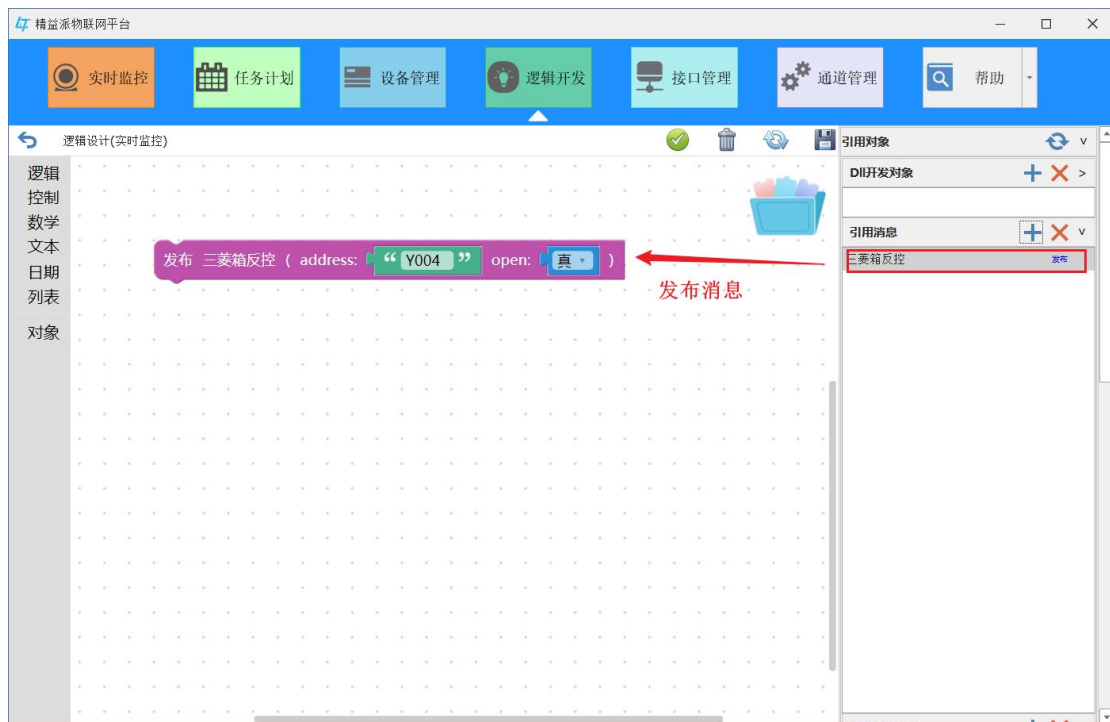 精益派物联网平台
实时监控 任务计划 设备管理 逻辑开发 接口管理 通道管理 帮助
逻辑设计(实时监控)
引用对象
Dll开发对象
引用消息
三菱箱反控 发布
逻辑
控制
数学
文本
日期
列表
对象
发布 三菱箱反控 ( address: “ Y004 ” open: 真 )
发布消息